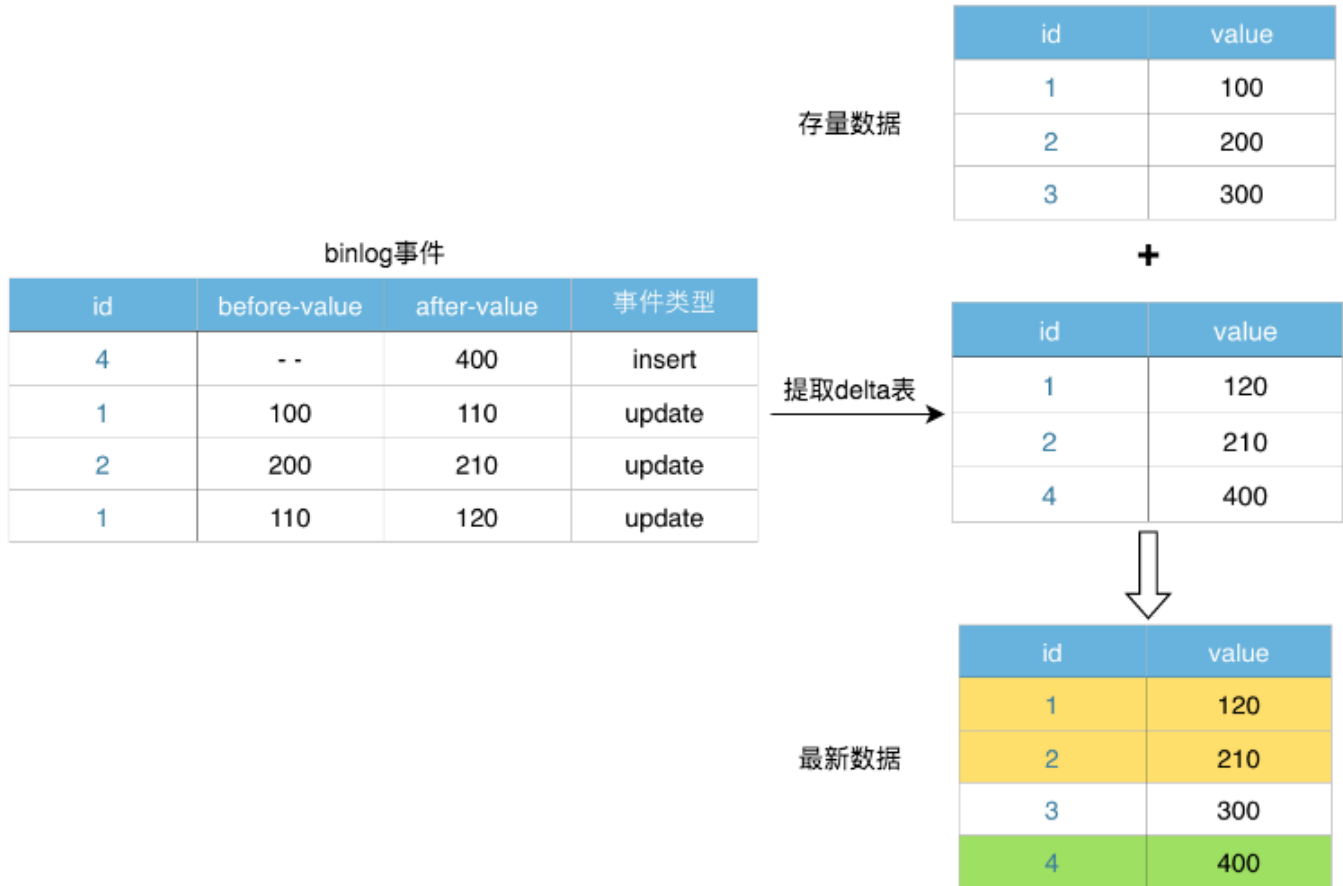 id value
1 100
存量数据
2 200
3 300
binlog事件
+
id before-value after-value 事件类型
4 - - 400 insert
1 100 110 update
2 200 210 update
1 110 120 update
提取delta表
id value
1 120
2 210
4 400
id value
1 120
最新数据
2 210
3 300
4 400